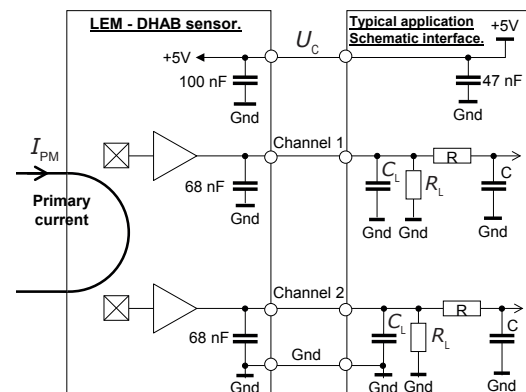 LEM - DHAB sensor.
Typical application
Schematic interface.
+5V
U_C
+5V
100 nF
47 nF
Gnd
Gnd
I_PM
Channel 1
R
Primary
current
68 nF
C_L
R_L
C
Gnd
Gnd
Gnd
Gnd
Channel 2
R
68 nF
C_L
R_L
C
Gnd
Gnd
Gnd
Gnd
Gnd